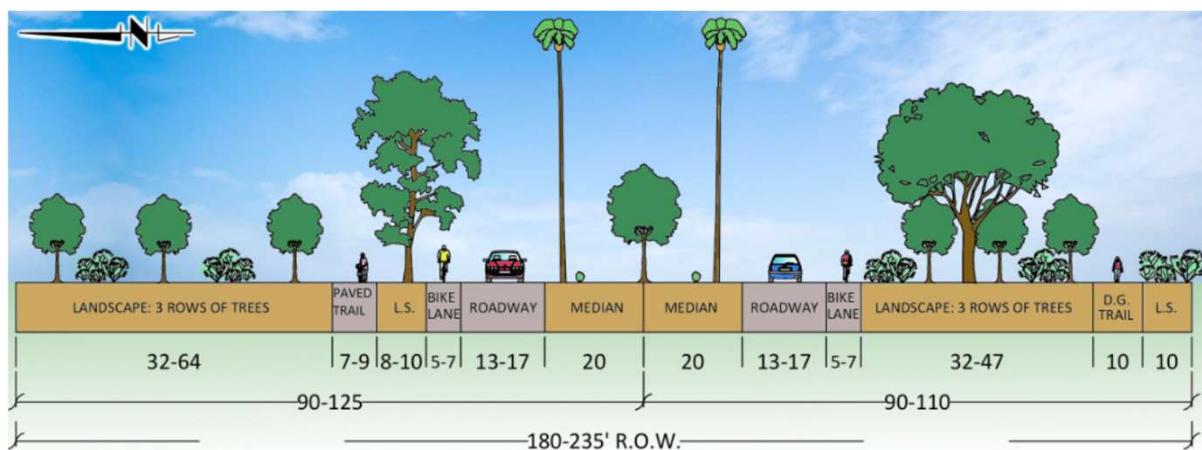 N
LANDSCAPE: 3 ROWS OF TREES
PAVED
TRAIL
L.S.
BIKE
LANE
ROADWAY
MEDIAN
MEDIAN
ROADWAY
BIKE
LANE
LANDSCAPE: 3 ROWS OF TREES
D.G.
TRAIL
L.S.
32-64
7-9
8-10
5-7
13-17
20
20
13-17
5-7
32-47
10
10
90-125
90-110
180-235' R.O.W.